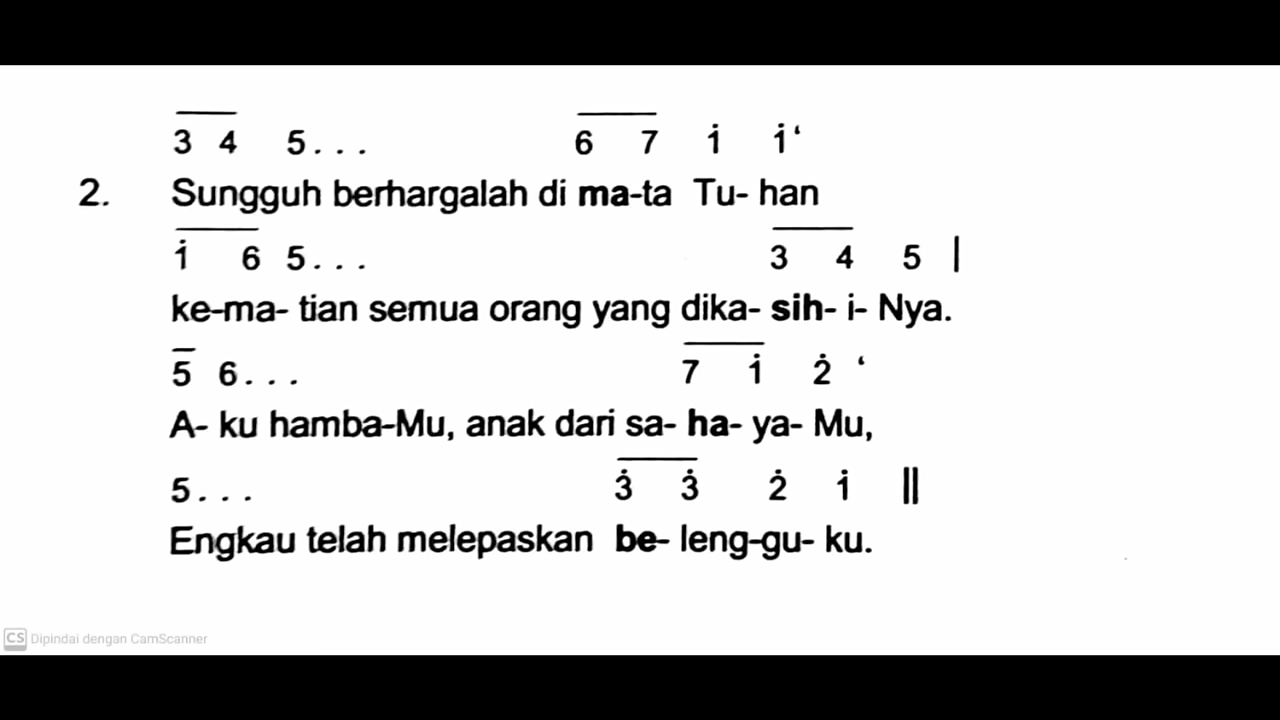 3 4 5... 6 7 i̇ i̇‘
2. Sungguh berhargalah di ma-ta Tu- han
1̇ 6 5... 3 4 5 |
ke-ma- tian semua orang yang dika- sih- i- Nya.
5 6... 7 1̇ 2̇ ‘
A- ku hamba-Mu, anak dari sa- ha- ya- Mu,
5... 3̇ 3̇ 2̇ 1̇ ||
Engkau telah melepaskan be- leng-gu- ku.
CS Dipindai dengan CamScanner